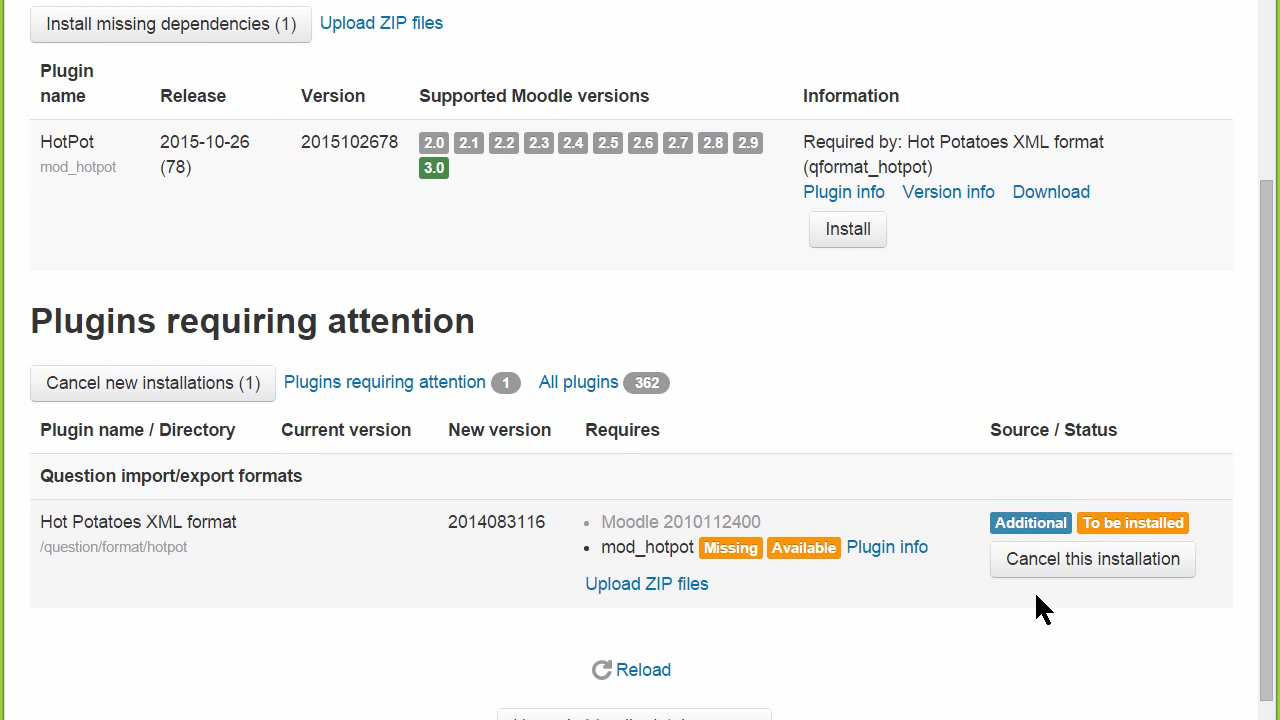 Install missing dependencies (1) Upload ZIP files
Plugin
name Release Version Supported Moodle versions Information
HotPot 2015-10-26 2015102678 2.0 2.1 2.2 2.3 2.4 2.5 2.6 2.7 2.8 2.9 Required by: Hot Potatoes XML format
mod_hotpot (78) 3.0 (qformat_hotpot)
Plugin info Version info Download
Install
Plugins requiring attention
Cancel new installations (1) Plugins requiring attention 1 All plugins 362
Plugin name / Directory Current version New version Requires Source / Status
Question import/export formats
Hot Potatoes XML format 2014083116 • Moodle 2010112400 Additional To be installed
/question/format/hotpot • mod_hotpot Missing Available Plugin info Cancel this installation
Upload ZIP files
Reload